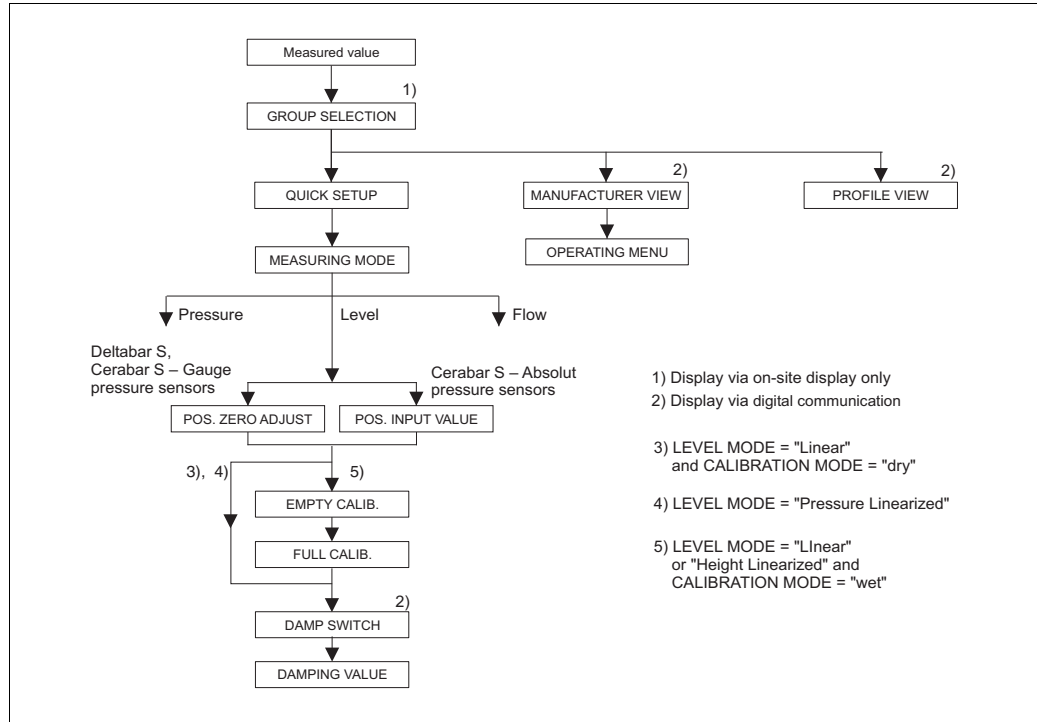 Measured value
1)
GROUP SELECTION
2)
2)
QUICK SETUP
MANUFACTURER VIEW
PROFILE VIEW
MEASURING MODE
OPERATING MENU
Pressure
Level
Flow
Deltabar S,
Cerabar S – Gauge
pressure sensors
Cerabar S – Absolut
pressure sensors
POS. ZERO ADJUST
POS. INPUT VALUE
3), 4)
5)
EMPTY CALIB.
FULL CALIB.
2)
DAMP SWITCH
DAMPING VALUE
1) Display via on-site display only
2) Display via digital communication
3) LEVEL MODE = "Linear"
and CALIBRATION MODE = "dry"
4) LEVEL MODE = "Pressure Linearized"
5) LEVEL MODE = "LInear"
or "Height Linearized" and
CALIBRATION MODE = "wet"